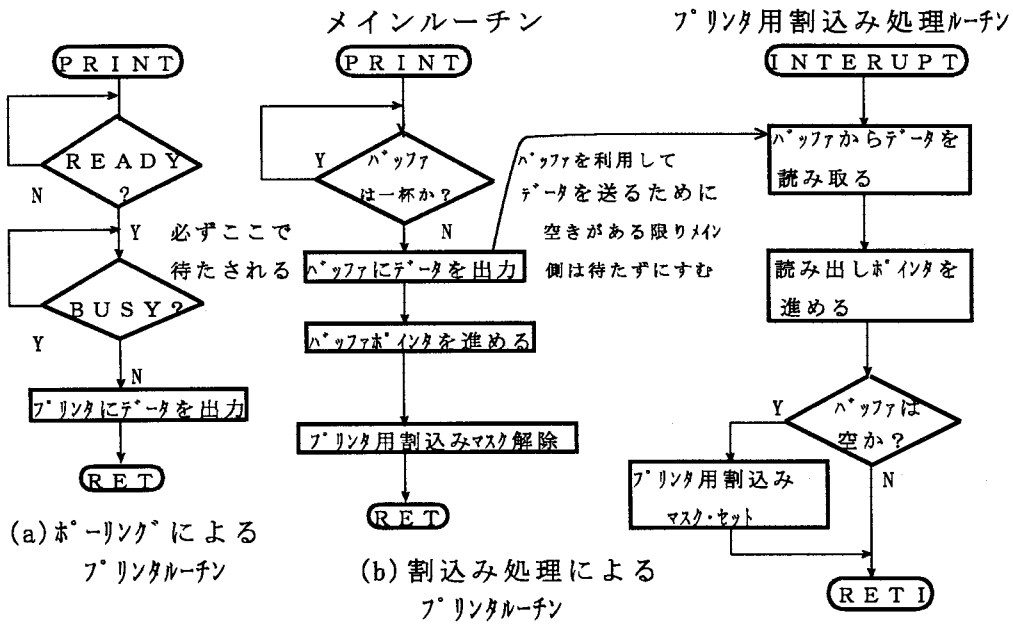 メインルーチン
プリンタ用割込み処理ルーチン
PRINT
READY
?
N
Y
必ずここで
待たされる
BUSY?
Y
N
プリンタにデータを出力
RET
(a)ポーリングによる
プリンタルーチン
PRINT
バッファ
は一杯か?
Y
N
バッファにデータを出力
バッファポインタを進める
プリンタ用割込みマスク解除
RET
バッファを利用して
データを送るために
空きがある限りメイン
側は待たずにすむ
(b)割込み処理による
プリンタルーチン
INTERUPT
バッファからデータを
読み取る
読み出しポインタを
進める
バッファは
空か?
Y
N
プリンタ用割込み
マスク・セット
RETI